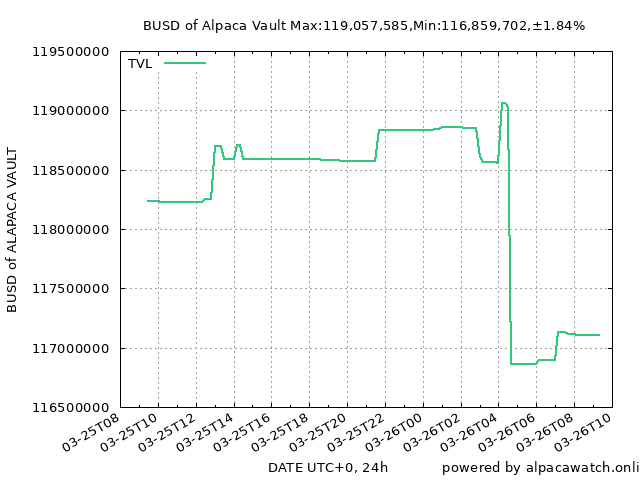 BUSD of Alpaca Vault Max:119,057,585,Min:116,859,702,±1.84%
119500000
TVL
119000000
118500000
118000000
117500000
117000000
116500000
BUSD of ALAPACA VAULT
03-25T08
03-25T10
03-25T12
03-25T14
03-25T16
03-25T18
03-25T20
03-25T22
03-26T00
03-26T02
03-26T04
03-26T06
03-26T08
03-26T10
DATE UTC+0, 24h
powered by alpacawatch.onli